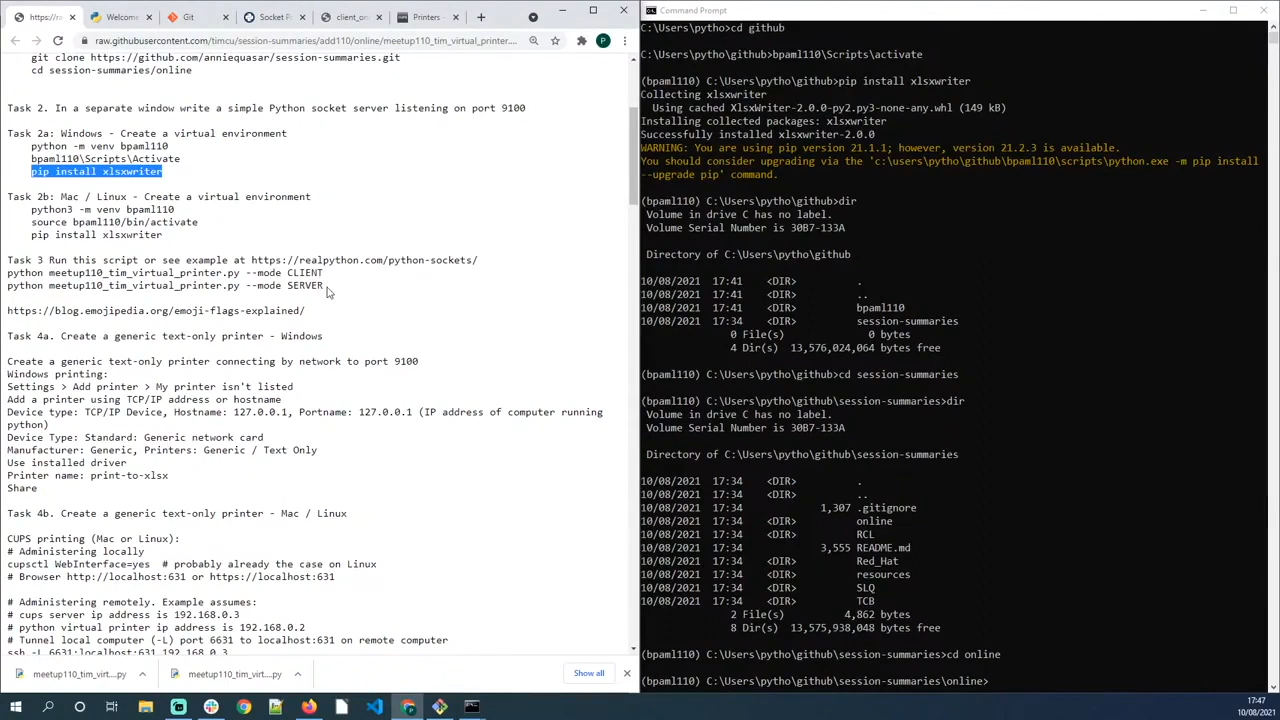 https://ra
Welcome
Git
Socket P
client_on
Printers -
raw.githubusercontent.com/timcu/session-summaries/add110/online/meetup110_tim_virtual_printer....
P
git clone https://github.com/anniequasar/session-summaries.git
cd session-summaries/online
Task 2. In a separate window write a simple Python socket server listening on port 9100
Task 2a: Windows - Create a virtual environment
python -m venv bpaml110
bpaml110\Scripts\Activate
pip install xlsxwriter
Task 2b: Mac / Linux - Create a virtual environment
python3 -m venv bpaml110
source bpaml110/bin/activate
pip install xlsxwriter
Task 3 Run this script or see example at https://realpython.com/python-sockets/
python meetup110_tim_virtual_printer.py --mode CLIENT
python meetup110_tim_virtual_printer.py --mode SERVER
https://blog.emojipedia.org/emoji-flags-explained/
Task 4a. Create a generic text-only printer - Windows
Create a generic text-only printer connecting by network to port 9100
Windows printing:
Settings > Add printer > My printer isn't listed
Add a printer using TCP/IP address or hostname
Device type: TCP/IP Device, Hostname: 127.0.0.1, Portname: 127.0.0.1 (IP address of computer running
python)
Device Type: Standard: Generic network card
Manufacturer: Generic, Printers: Generic / Text Only
Use installed driver
Printer name: print-to-xlsx
Share
Task 4b. Create a generic text-only printer - Mac / Linux
CUPS printing (Mac or Linux):
# Administering locally
cupsctl WebInterface=yes  # probably already the case on Linux
# Browser http://localhost:631 or https://localhost:631
# Administering remotely. Example assumes:
# cups server ip address is 192.168.0.3
# python virtual printer ip address is 192.168.0.2
# Tunnel local computer (-L) port 6631 to localhost:631 on remote computer
ssh -L 6631:localhost:631 192.168.0.3
meetup110_tim_virt....py
meetup110_tim_virt....py
Show all
Command Prompt
C:\Users\pytho>cd github
C:\Users\pytho\github>bpaml110\Scripts\activate
(bpaml110) C:\Users\pytho\github>pip install xlsxwriter
Collecting xlsxwriter
Using cached XlsxWriter-2.0.0-py2.py3-none-any.whl (149 kB)
Installing collected packages: xlsxwriter
Successfully installed xlsxwriter-2.0.0
WARNING: You are using pip version 21.1.1; however, version 21.2.3 is available.
You should consider upgrading via the 'c:\users\pytho\github\bpaml110\scripts\python.exe -m pip install
--upgrade pip' command.
(bpaml110) C:\Users\pytho\github>dir
Volume in drive C has no label.
Volume Serial Number is 30B7-133A
Directory of C:\Users\pytho\github
10/08/2021  17:41    <DIR>          .
10/08/2021  17:41    <DIR>          ..
10/08/2021  17:41    <DIR>          bpaml110
10/08/2021  17:34    <DIR>          session-summaries
0 File(s)              0 bytes
4 Dir(s)  13,576,024,064 bytes free
(bpaml110) C:\Users\pytho\github>cd session-summaries
(bpaml110) C:\Users\pytho\github\session-summaries>dir
Volume in drive C has no label.
Volume Serial Number is 30B7-133A
Directory of C:\Users\pytho\github\session-summaries
10/08/2021  17:34    <DIR>          .
10/08/2021  17:34    <DIR>          ..
10/08/2021  17:34             1,307 .gitignore
10/08/2021  17:34    <DIR>          online
10/08/2021  17:34    <DIR>          RCL
10/08/2021  17:34             3,555 README.md
10/08/2021  17:34    <DIR>          Red_Hat
10/08/2021  17:34    <DIR>          resources
10/08/2021  17:34    <DIR>          SLQ
10/08/2021  17:34    <DIR>          TCB
2 File(s)          4,862 bytes
8 Dir(s)  13,575,938,048 bytes free
(bpaml110) C:\Users\pytho\github\session-summaries>cd online
(bpaml110) C:\Users\pytho\github\session-summaries\online>
17:47
10/08/2021